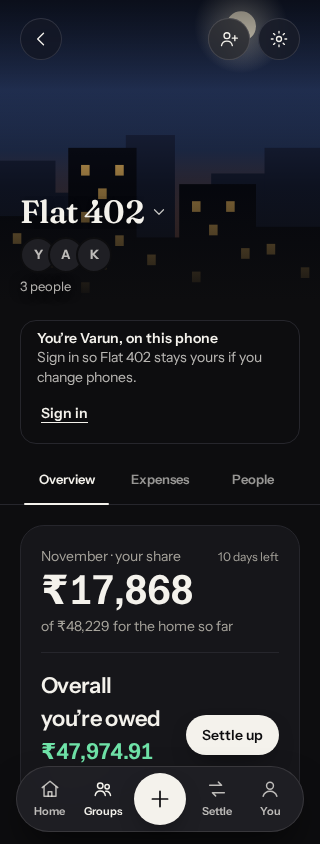 Flat 402
Y A K
3 people
You're Varun, on this phone
Sign in so Flat 402 stays yours if you
change phones.
Sign in
Overview Expenses People
November · your share 10 days left
₹17,868
of ₹48,229 for the home so far
Overall
you're owed
Settle up
₹47,974.91
Home Groups Settle You